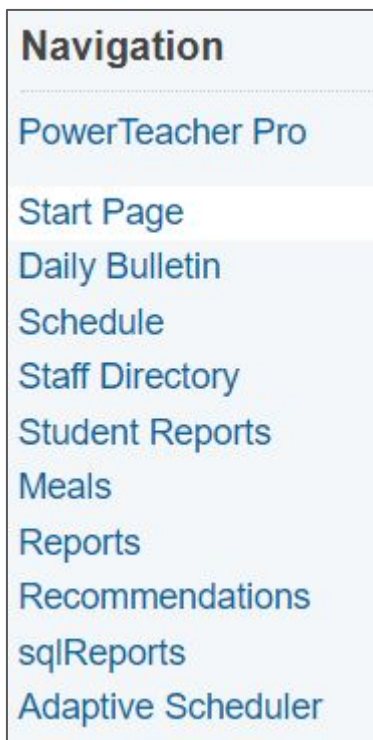 Navigation
PowerTeacher Pro
Start Page
Daily Bulletin
Schedule
Staff Directory
Student Reports
Meals
Reports
Recommendations
sqlReports
Adaptive Scheduler